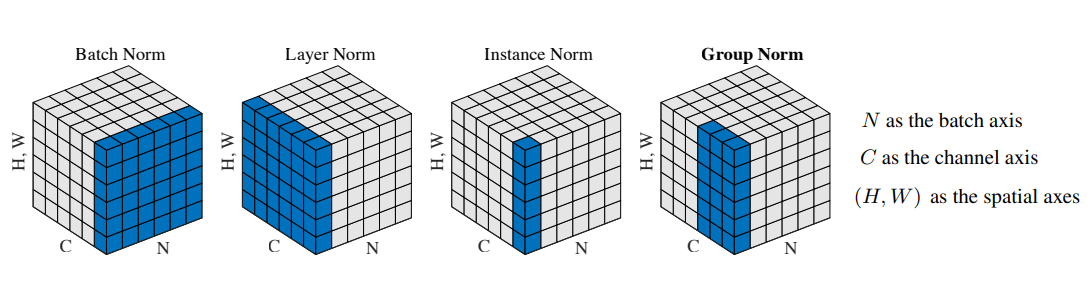 Batch Norm
Layer Norm
Instance Norm
Group Norm
H, W
H, W
H, W
H, W
C
N
C
N
C
N
C
N
N as the batch axis
C as the channel axis
(H, W) as the spatial axes